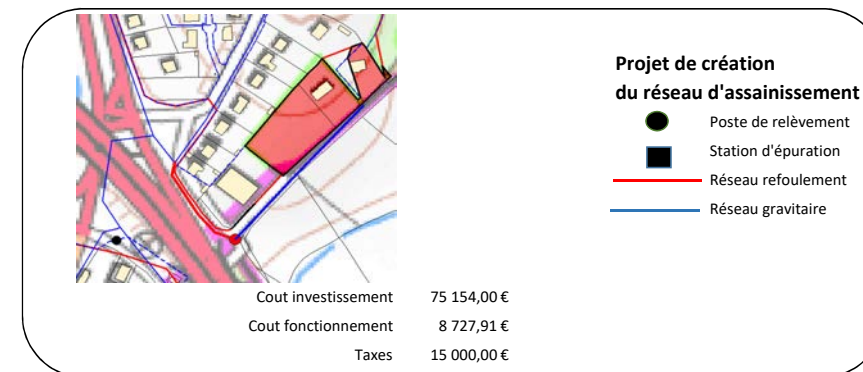 Projet de création
du réseau d'assainissement
Poste de relèvement
Station d'épuration
Réseau refoulement
Réseau gravitaire
Cout investissement 75 154,00 €
Cout fonctionnement 8 727,91 €
Taxes 15 000,00 €